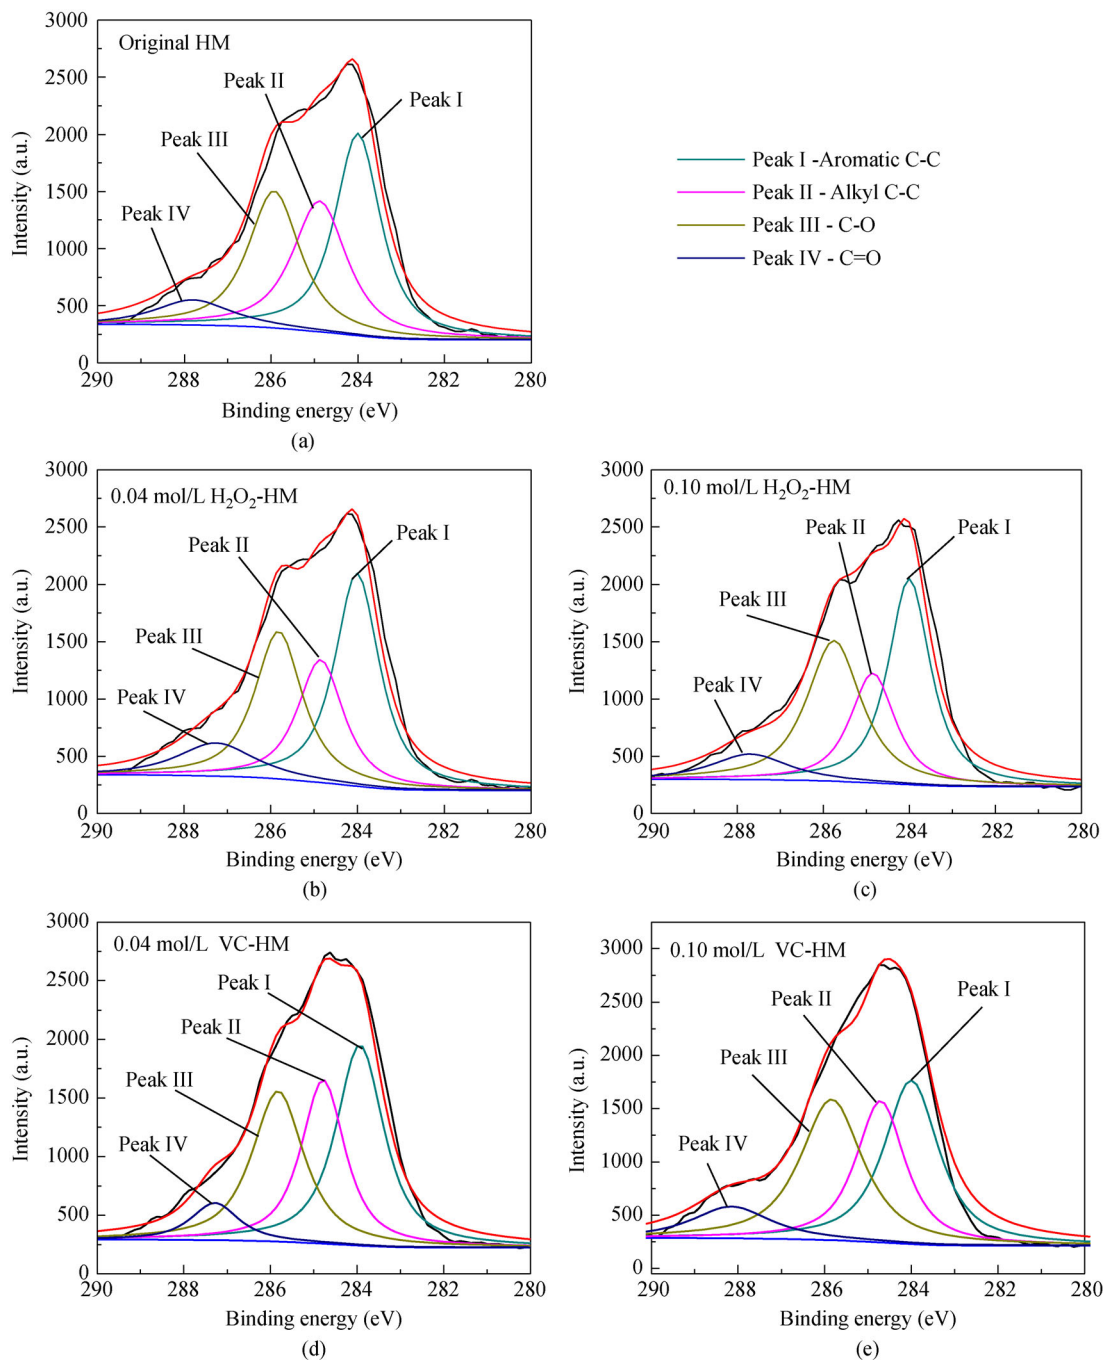 Original HM
Peak I
Peak II
Peak III
Peak IV
3000
2500
2000
1500
1000
500
0
Intensity (a.u.)
290
288
286
284
282
280
Binding energy (eV)
(a)
Peak I -Aromatic C-C
Peak II - Alkyl C-C
Peak III - C-O
Peak IV - C=O
0.04 mol/L H₂O₂-HM
Peak I
Peak II
Peak III
Peak IV
3000
2500
2000
1500
1000
500
0
Intensity (a.u.)
290
288
286
284
282
280
Binding energy (eV)
(b)
0.10 mol/L H₂O₂-HM
Peak II
Peak I
Peak III
Peak IV
3000
2500
2000
1500
1000
500
0
Intensity (a.u.)
290
288
286
284
282
280
Binding energy (eV)
(c)
0.04 mol/L VC-HM
Peak I
Peak II
Peak III
Peak IV
3000
2500
2000
1500
1000
500
0
Intensity (a.u.)
290
288
286
284
282
280
Binding energy (eV)
(d)
0.10 mol/L VC-HM
Peak II
Peak I
Peak III
Peak IV
3000
2500
2000
1500
1000
500
0
Intensity (a.u.)
290
288
286
284
282
280
Binding energy (eV)
(e)